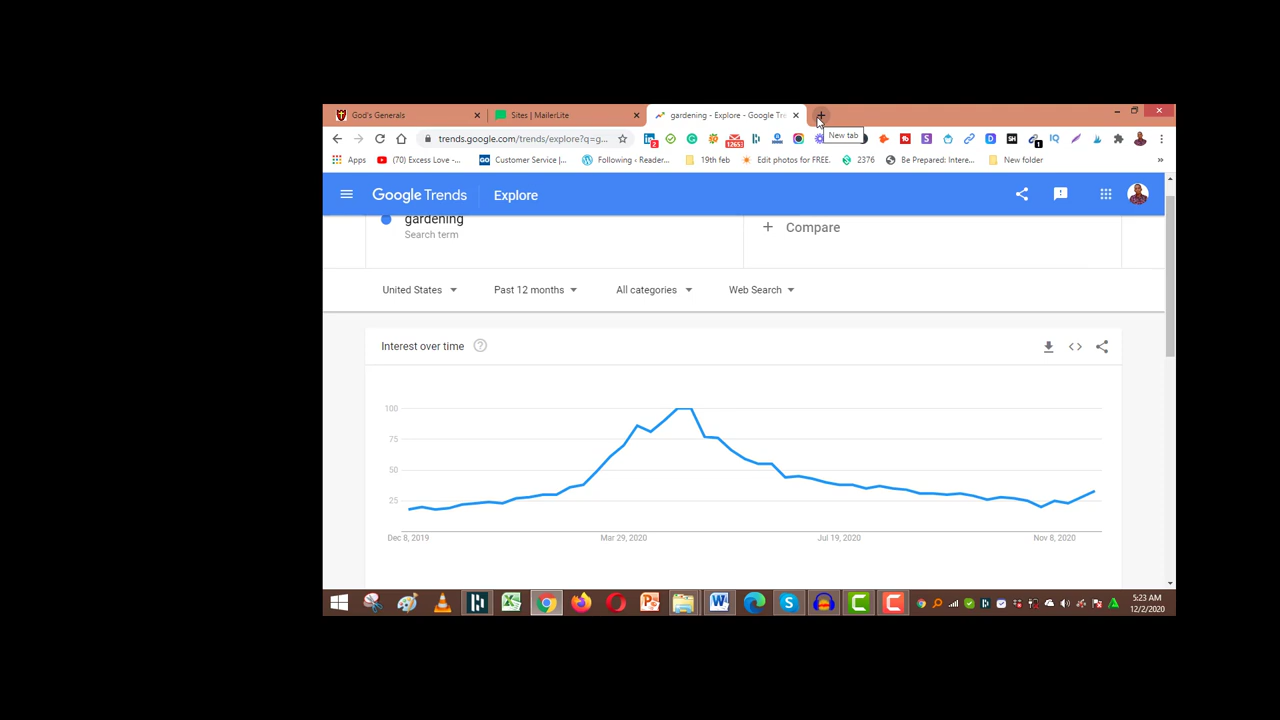 God's Generals
Sites | MailerLite
gardening - Explore - Google Tre
New tab
trends.google.com/trends/explore?q=g...
2
12653
1
Apps
(70) Excess Love -...
Customer Service |...
Following ‹ Reader...
19th feb
Edit photos for FREE.
2376
Be Prepared: Intere...
New folder
»
Google Trends
Explore
gardening
Search term
+ Compare
United States
Past 12 months
All categories
Web Search
Interest over time
100
75
50
25
Dec 8, 2019
Mar 29, 2020
Jul 19, 2020
Nov 8, 2020
5:23 AM
12/2/2020